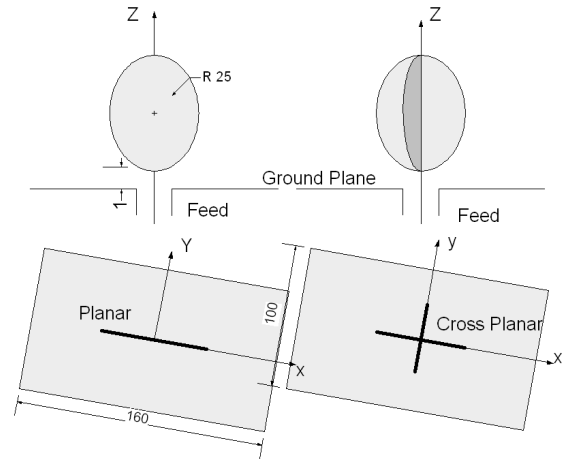 Z
Z
R 25
Ground Plane
1
Feed
Feed
Y
y
Planar
100
Cross Planar
x
x
160